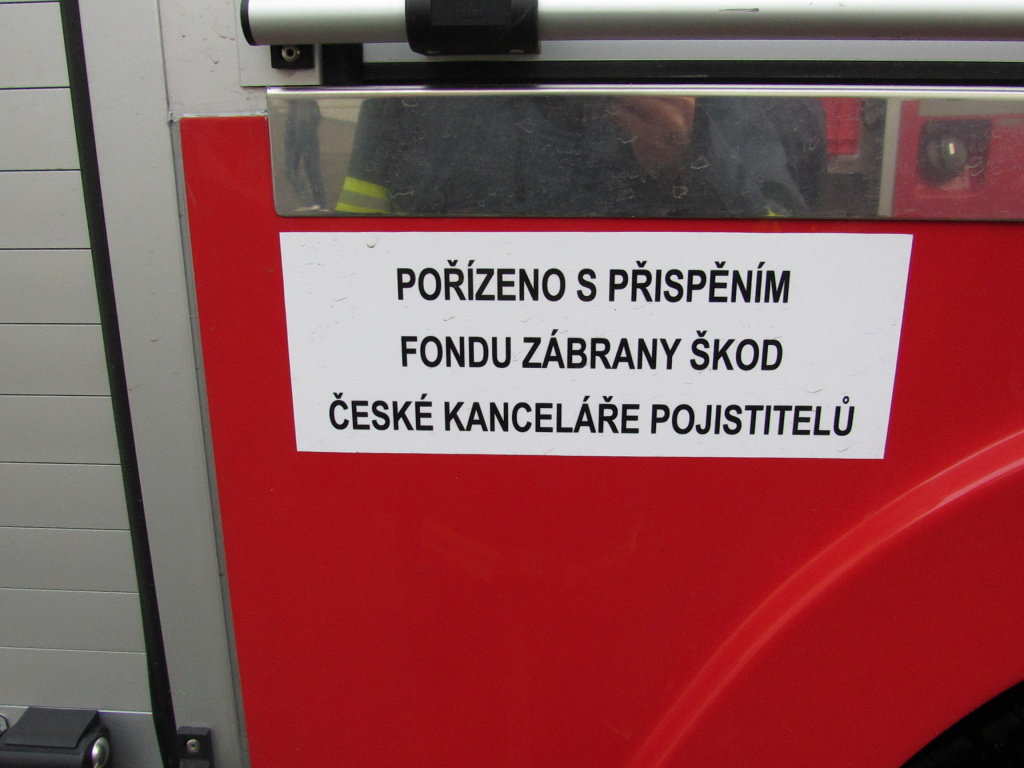 POŘÍZENO S PŘISPĚNÍM
FONDU ZÁBRANY ŠKOD
ČESKÉ KANCELÁŘE POJISTITELŮ